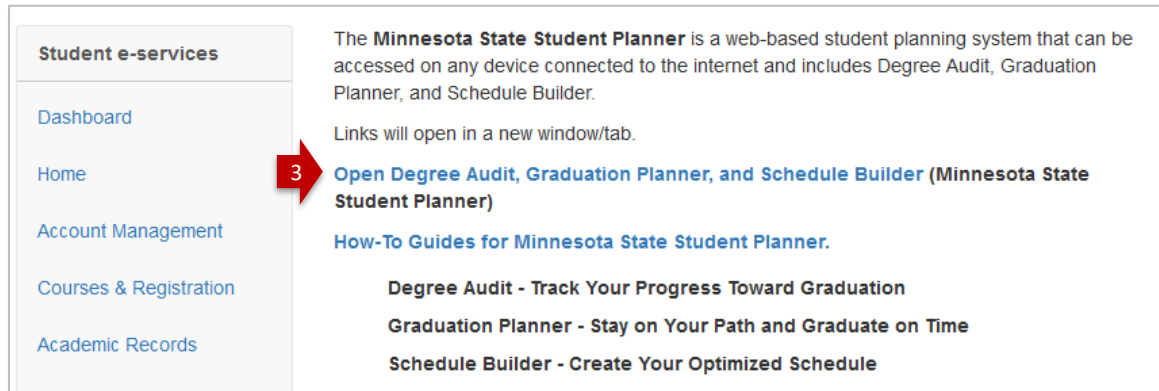 Student e-services
Dashboard
Home
Account Management
Courses & Registration
Academic Records
The Minnesota State Student Planner is a web-based student planning system that can be
accessed on any device connected to the internet and includes Degree Audit, Graduation
Planner, and Schedule Builder.
Links will open in a new window/tab.
3
Open Degree Audit, Graduation Planner, and Schedule Builder (Minnesota State
Student Planner)
How-To Guides for Minnesota State Student Planner.
Degree Audit - Track Your Progress Toward Graduation
Graduation Planner - Stay on Your Path and Graduate on Time
Schedule Builder - Create Your Optimized Schedule